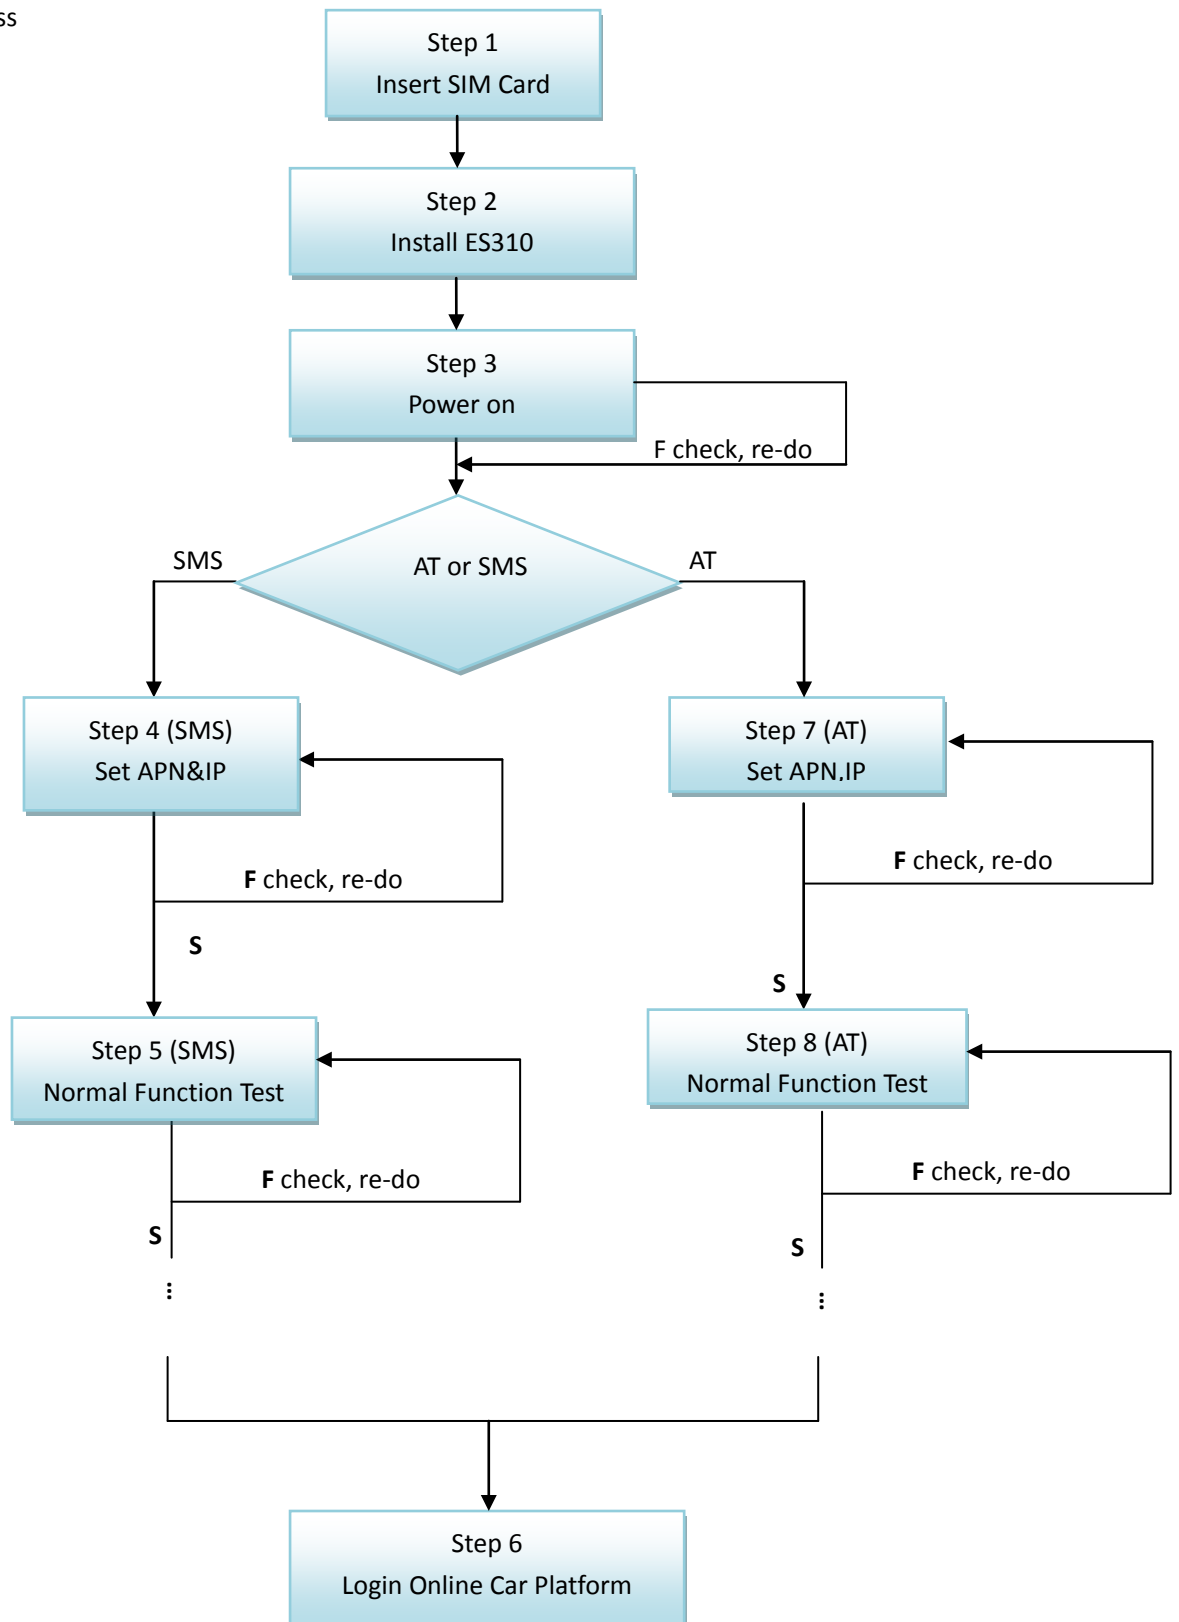 ss
Step 1
Insert SIM Card
Step 2
Install ES310
Step 3
Power on
F check, re-do
AT or SMS
SMS
AT
Step 4 (SMS)
Set APN&IP
F check, re-do
S
Step 7 (AT)
Set APN,IP
F check, re-do
S
Step 5 (SMS)
Normal Function Test
F check, re-do
S
...
Step 8 (AT)
Normal Function Test
F check, re-do
S
...
Step 6
Login Online Car Platform